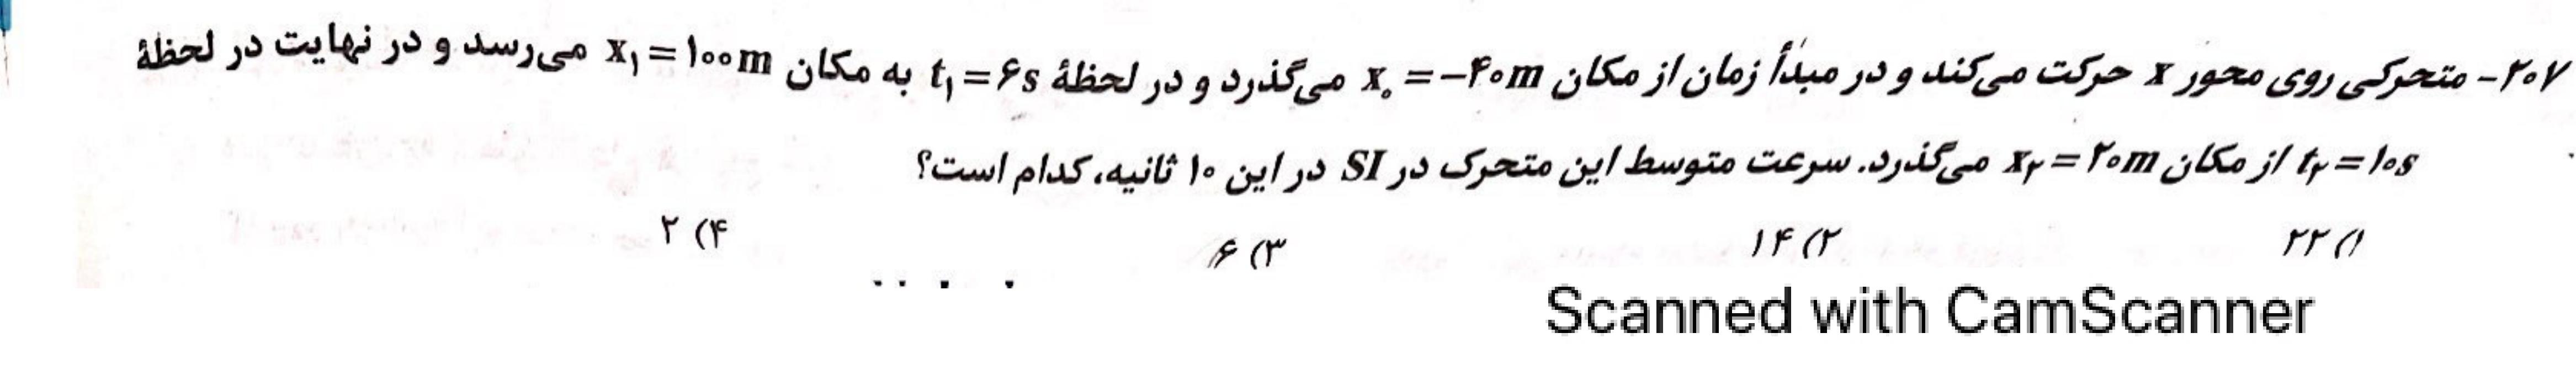 ۲۰۷- متحرکی روی محور x حرکت می‌کند و در مبدأ زمان از مکان x₀ = -۴۰m می‌گذرد و در لحظهٔ t₁ = ۶s به مکان x₁ = ۱۰۰m می‌رسد و در نهایت در لحظهٔ
t₂ = ۱۰s از مکان x₂ = ۲۰m می‌گذرد. سرعت متوسط این متحرک در SI در این ۱۰ ثانیه، کدام است؟
۱) ۲۲ ۲) ۱۴ ۳) ۶ ۴) ۲
Scanned with CamScanner